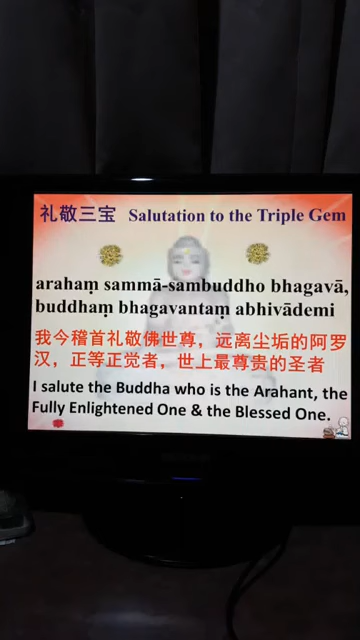 礼敬三宝 Salutation to the Triple Gem
arahaṃ sammā-sambuddho bhagavā,
buddhaṃ bhagavantaṃ abhivādemi
我今稽首礼敬佛世尊，远离尘垢的阿罗
汉，正等正觉者，世上最尊贵的圣者
I salute the Buddha who is the Arahant, the
Fully Enlightened One & the Blessed One.